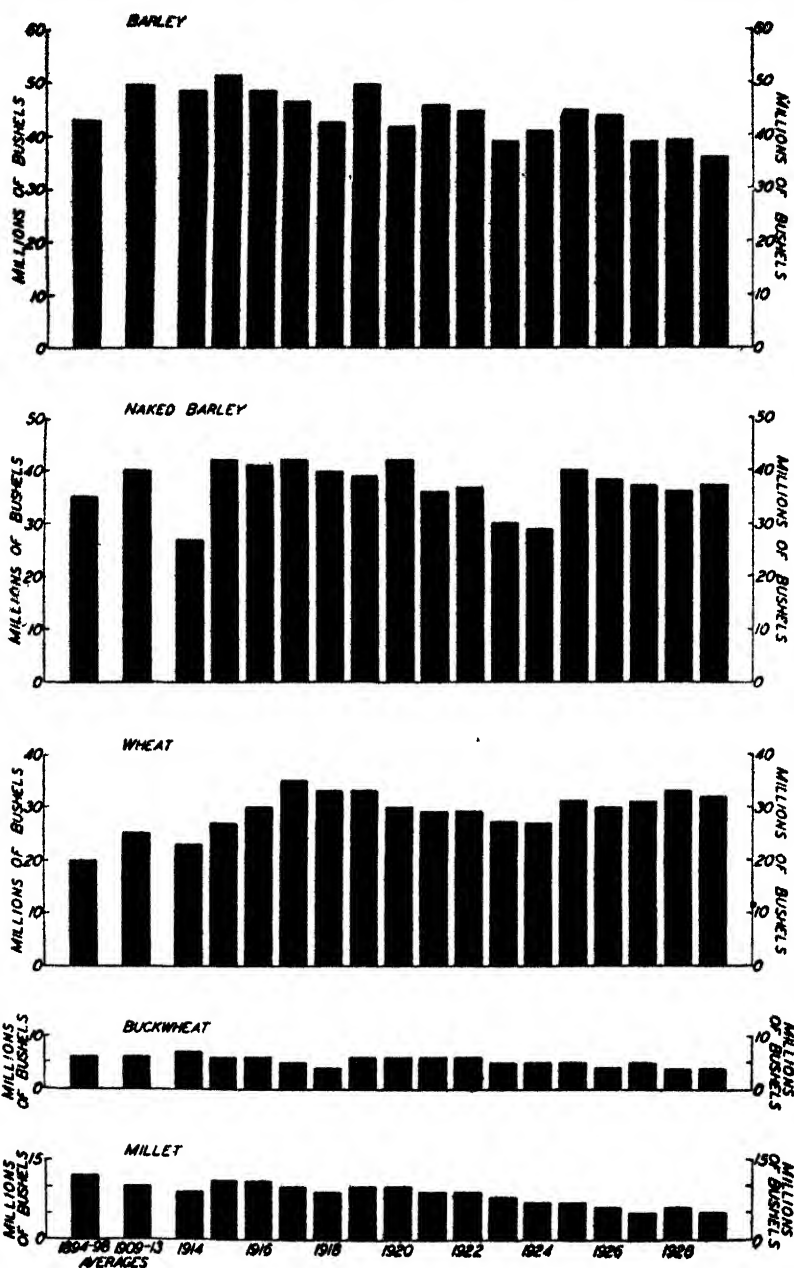 BARLEY
60
50
40
30
20
10
0
MILLIONS OF BUSHELS
60
50
40
30
20
10
0
MILLIONS OF BUSHELS
NAKED BARLEY
50
40
30
20
10
0
MILLIONS OF BUSHELS
50
40
30
20
10
0
MILLIONS OF BUSHELS
WHEAT
40
30
20
10
0
MILLIONS OF BUSHELS
40
30
20
10
0
MILLIONS OF BUSHELS
BUCKWHEAT
10
0
MILLIONS
OF BUSHELS
10
0
MILLIONS
OF BUSHELS
MILLET
15
0
MILLIONS
OF BUSHELS
15
0
MILLIONS
OF BUSHELS
1894-98 1909-13 1914 1916 1918 1920 1922 1924 1926 1928
AVERAGES